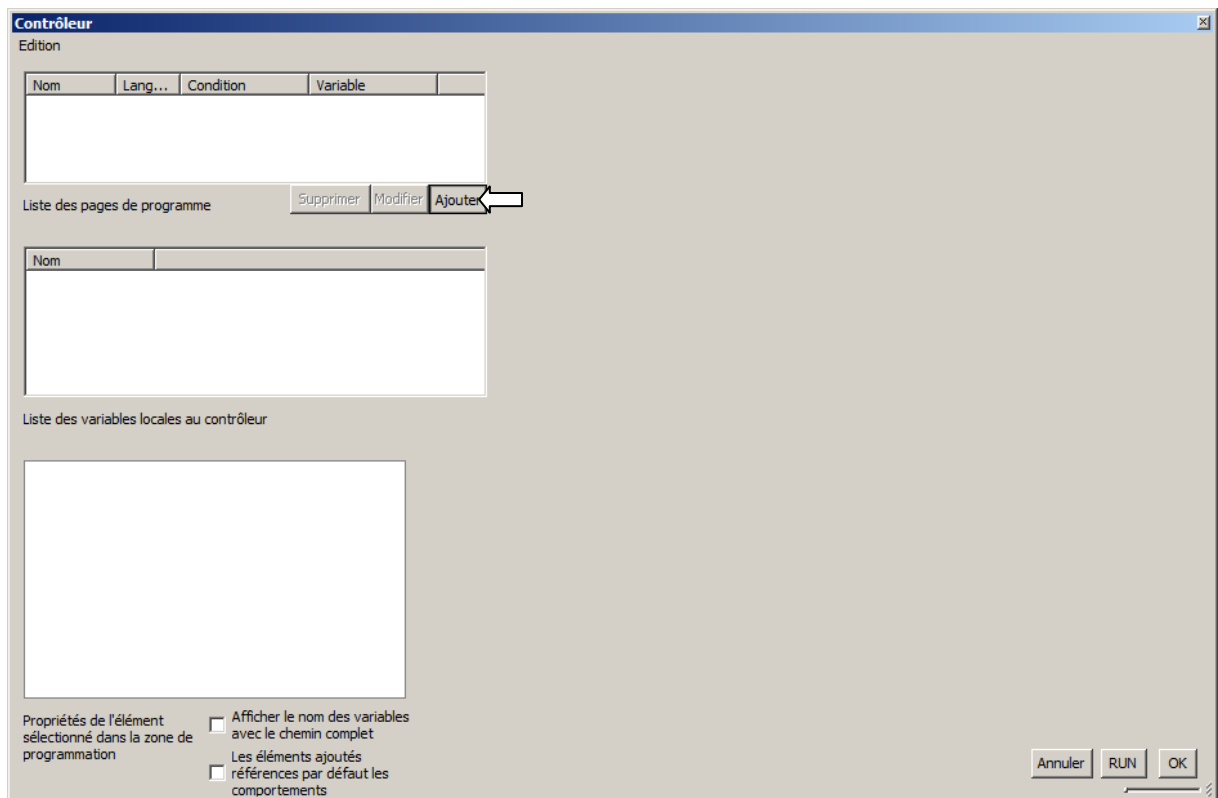 Contrôleur
Edition
Nom Lang... Condition Variable
Liste des pages de programme
Supprimer Modifier Ajouter
Nom
Liste des variables locales au contrôleur
Propriétés de l'élément
sélectionné dans la zone de
programmation
Afficher le nom des variables
avec le chemin complet
Les éléments ajoutés
références par défaut les
comportements
Annuler RUN OK